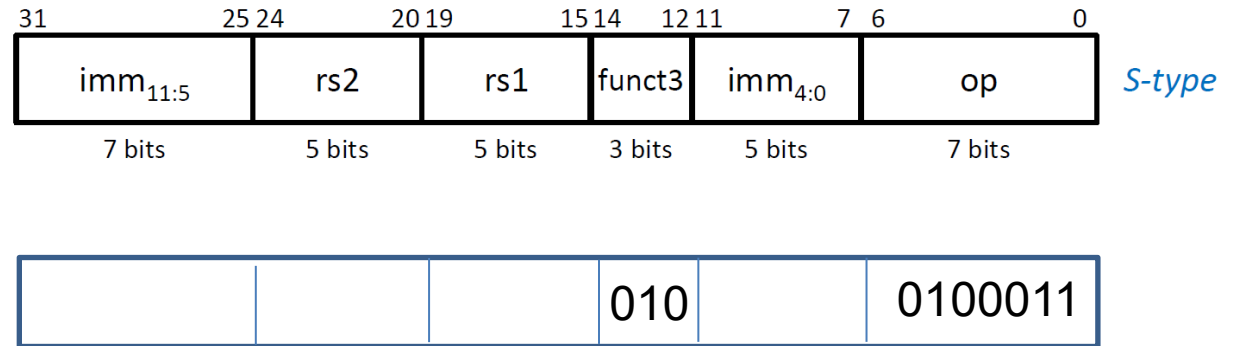 31 25 24 20 19 15 14 12 11 7 6 0
imm11:5 rs2 rs1 funct3 imm4:0 op S-type
7 bits 5 bits 5 bits 3 bits 5 bits 7 bits
010 0100011